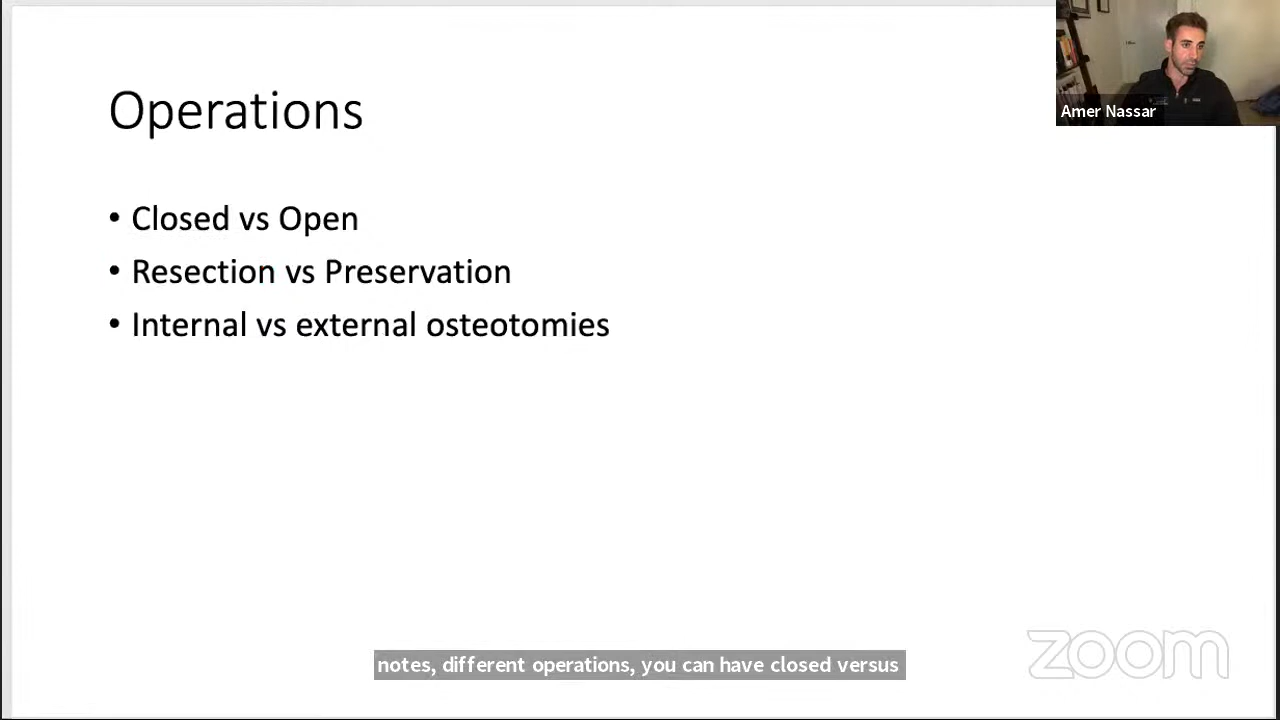 Operations
Amer Nassar
• Closed vs Open
• Resection vs Preservation
• Internal vs external osteotomies
notes, different operations, you can have closed versus
zoom